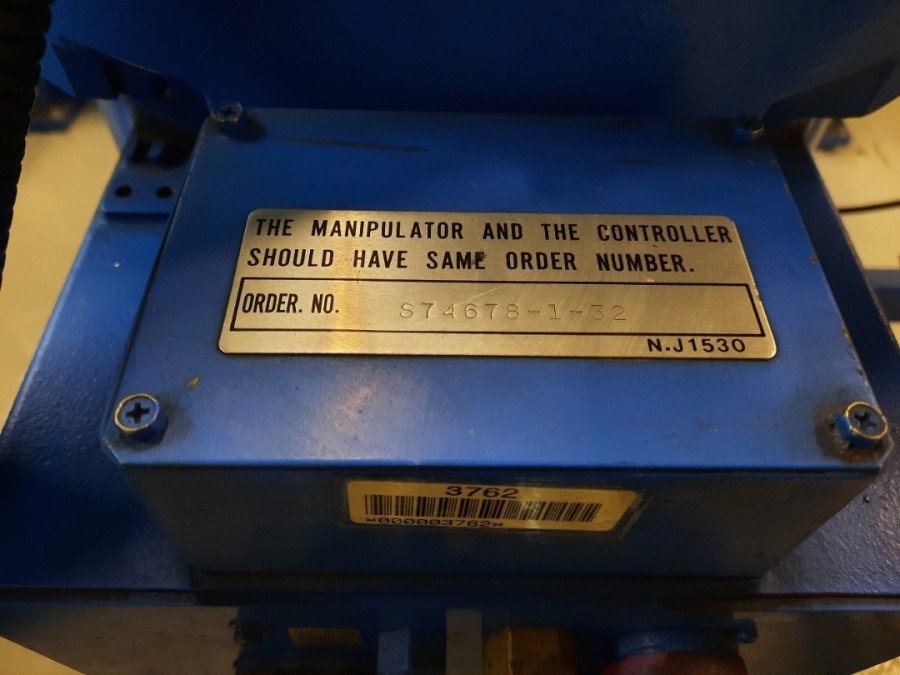 THE MANIPULATOR AND THE CONTROLLER
SHOULD HAVE SAME ORDER NUMBER.
ORDER. NO. S74678-1-32
N.J1530
3762
*000003762*